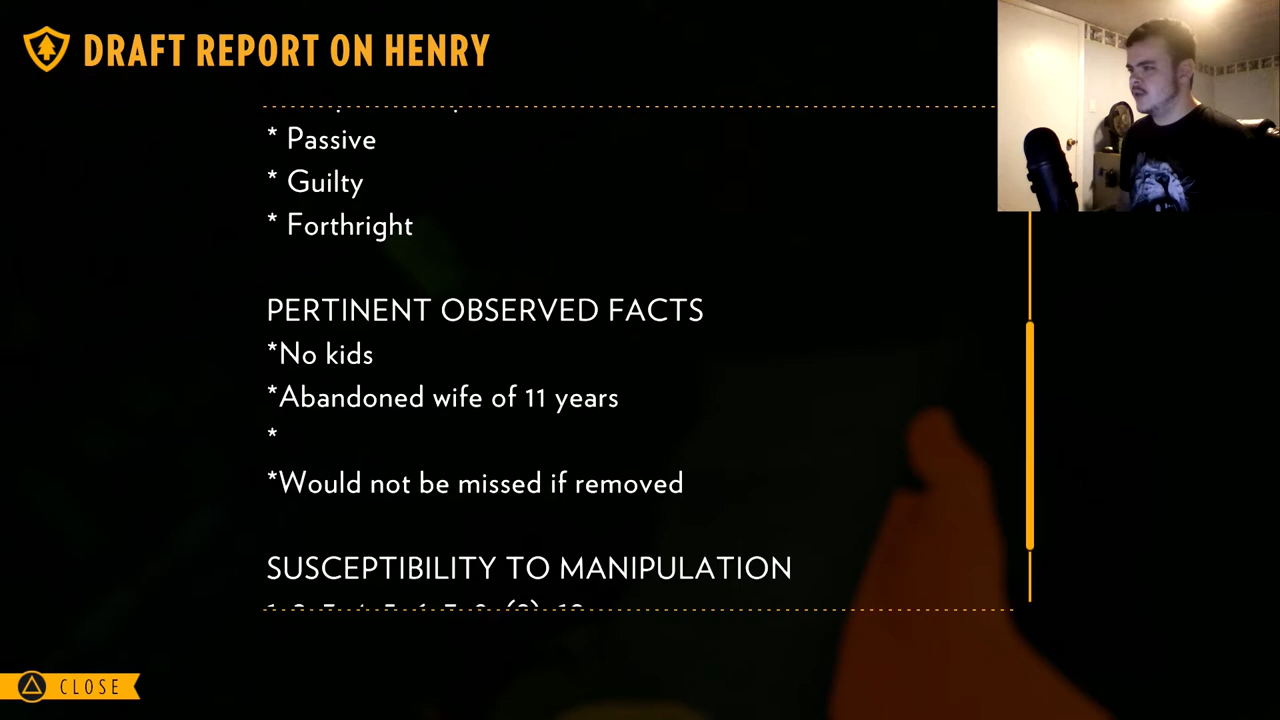 DRAFT REPORT ON HENRY
* Passive
* Guilty
* Forthright
PERTINENT OBSERVED FACTS
*No kids
*Abandoned wife of 11 years
*
*Would not be missed if removed
SUSCEPTIBILITY TO MANIPULATION
CLOSE